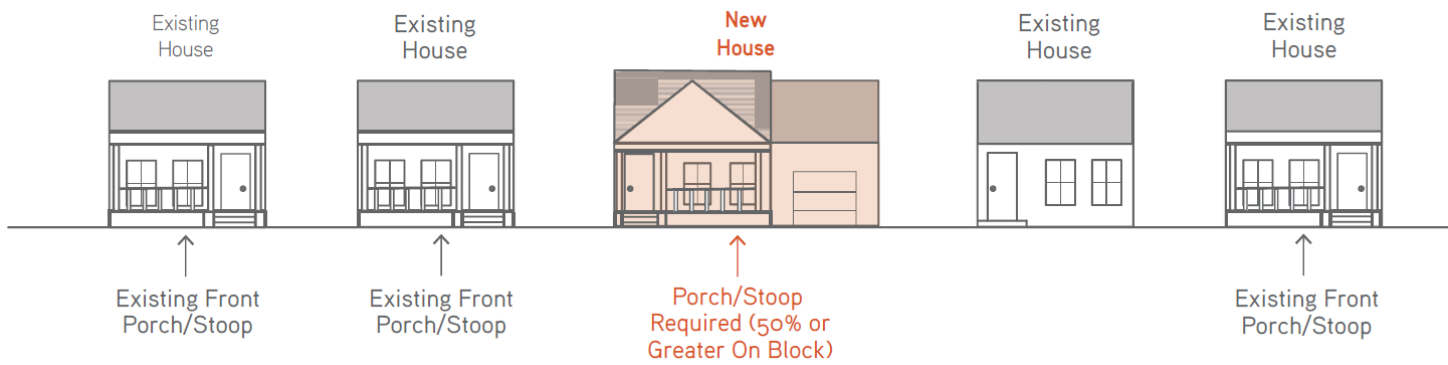 Existing
House
Existing
House
New
House
Existing
House
Existing
House
Existing Front
Porch/Stoop
Existing Front
Porch/Stoop
Porch/Stoop
Required (50% or
Greater On Block)
Existing Front
Porch/Stoop